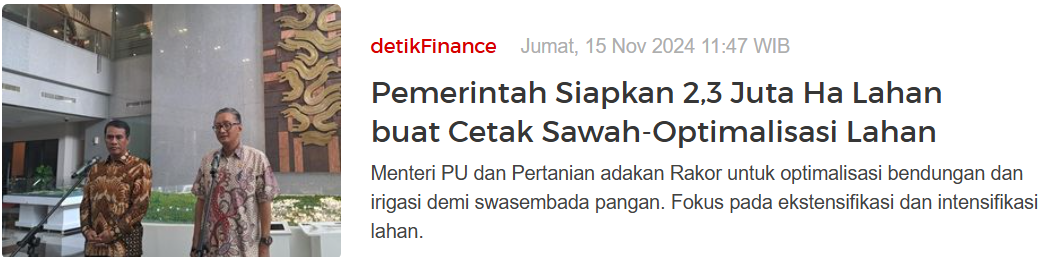 detikFinance Jumat, 15 Nov 2024 11:47 WIB
Pemerintah Siapkan 2,3 Juta Ha Lahan
buat Cetak Sawah-Optimalisasi Lahan
Menteri PU dan Pertanian adakan Rakor untuk optimalisasi bendungan dan
irigasi demi swasembada pangan. Fokus pada ekstensifikasi dan intensifikasi
lahan.